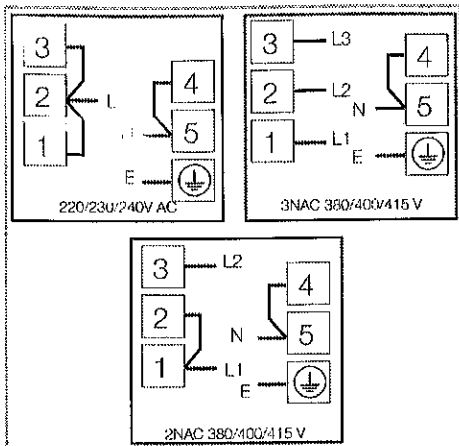 3
2 L
1
4
5
E
220/230/240V AC
3 L3
2 L2
1 L1
4
N 5
E
3NAC 380/400/415 V
3 L2
2
1 L1
4
N 5
E
2NAC 380/400/415 V